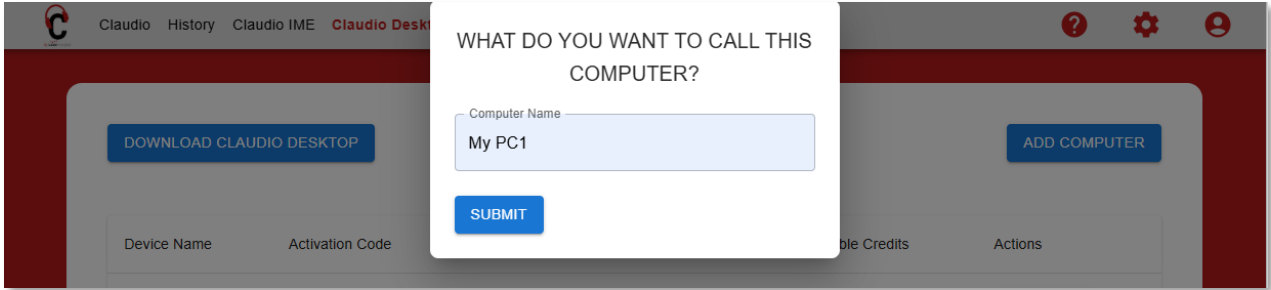 Claudio History Claudio IME Claudio Deskt
WHAT DO YOU WANT TO CALL THIS
COMPUTER?
Computer Name
My PC1
SUBMIT
DOWNLOAD CLAUDIO DESKTOP
ADD COMPUTER
Device Name Activation Code ble Credits Actions